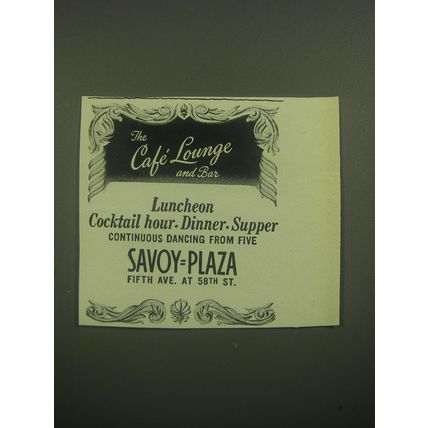 The
Café Lounge
and Bar
Luncheon
Cocktail hour • Dinner • Supper
CONTINUOUS DANCING FROM FIVE
SAVOY=PLAZA
FIFTH AVE. AT 58TH ST.